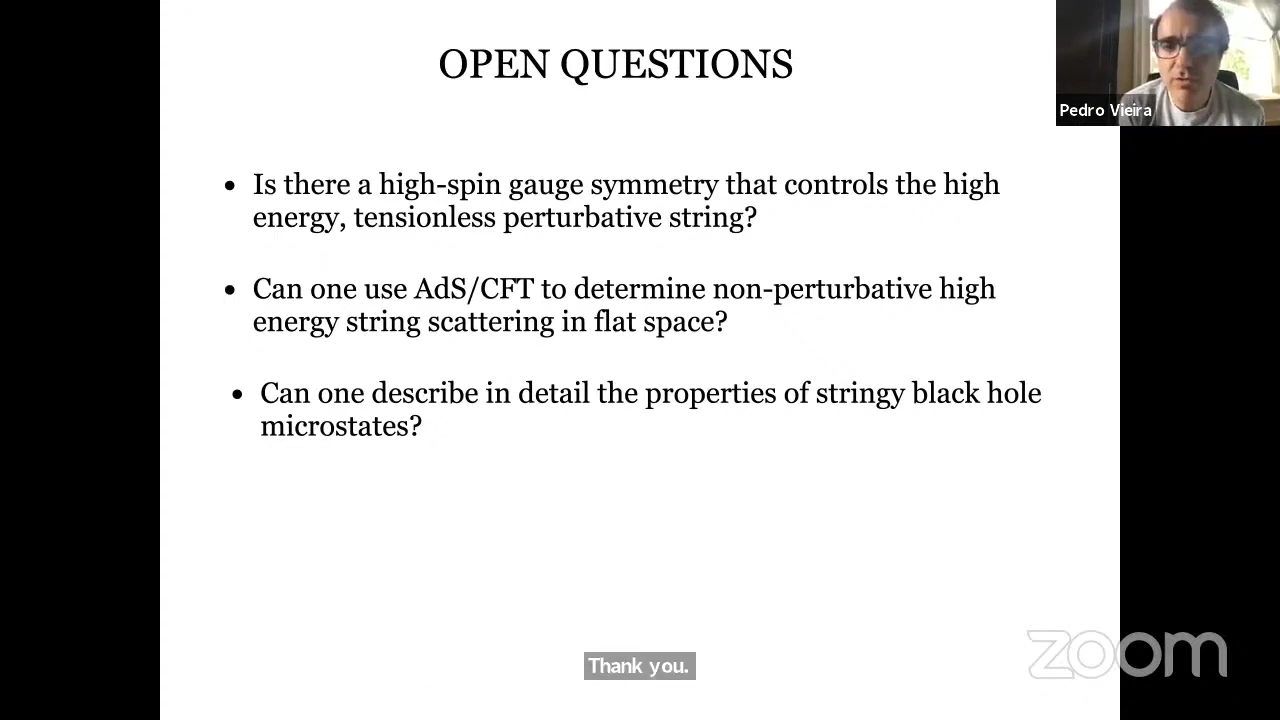 OPEN QUESTIONS
Pedro Vieira
• Is there a high-spin gauge symmetry that controls the high
energy, tensionless perturbative string?
• Can one use AdS/CFT to determine non-perturbative high
energy string scattering in flat space?
• Can one describe in detail the properties of stringy black hole
microstates?
zoom
Thank you.